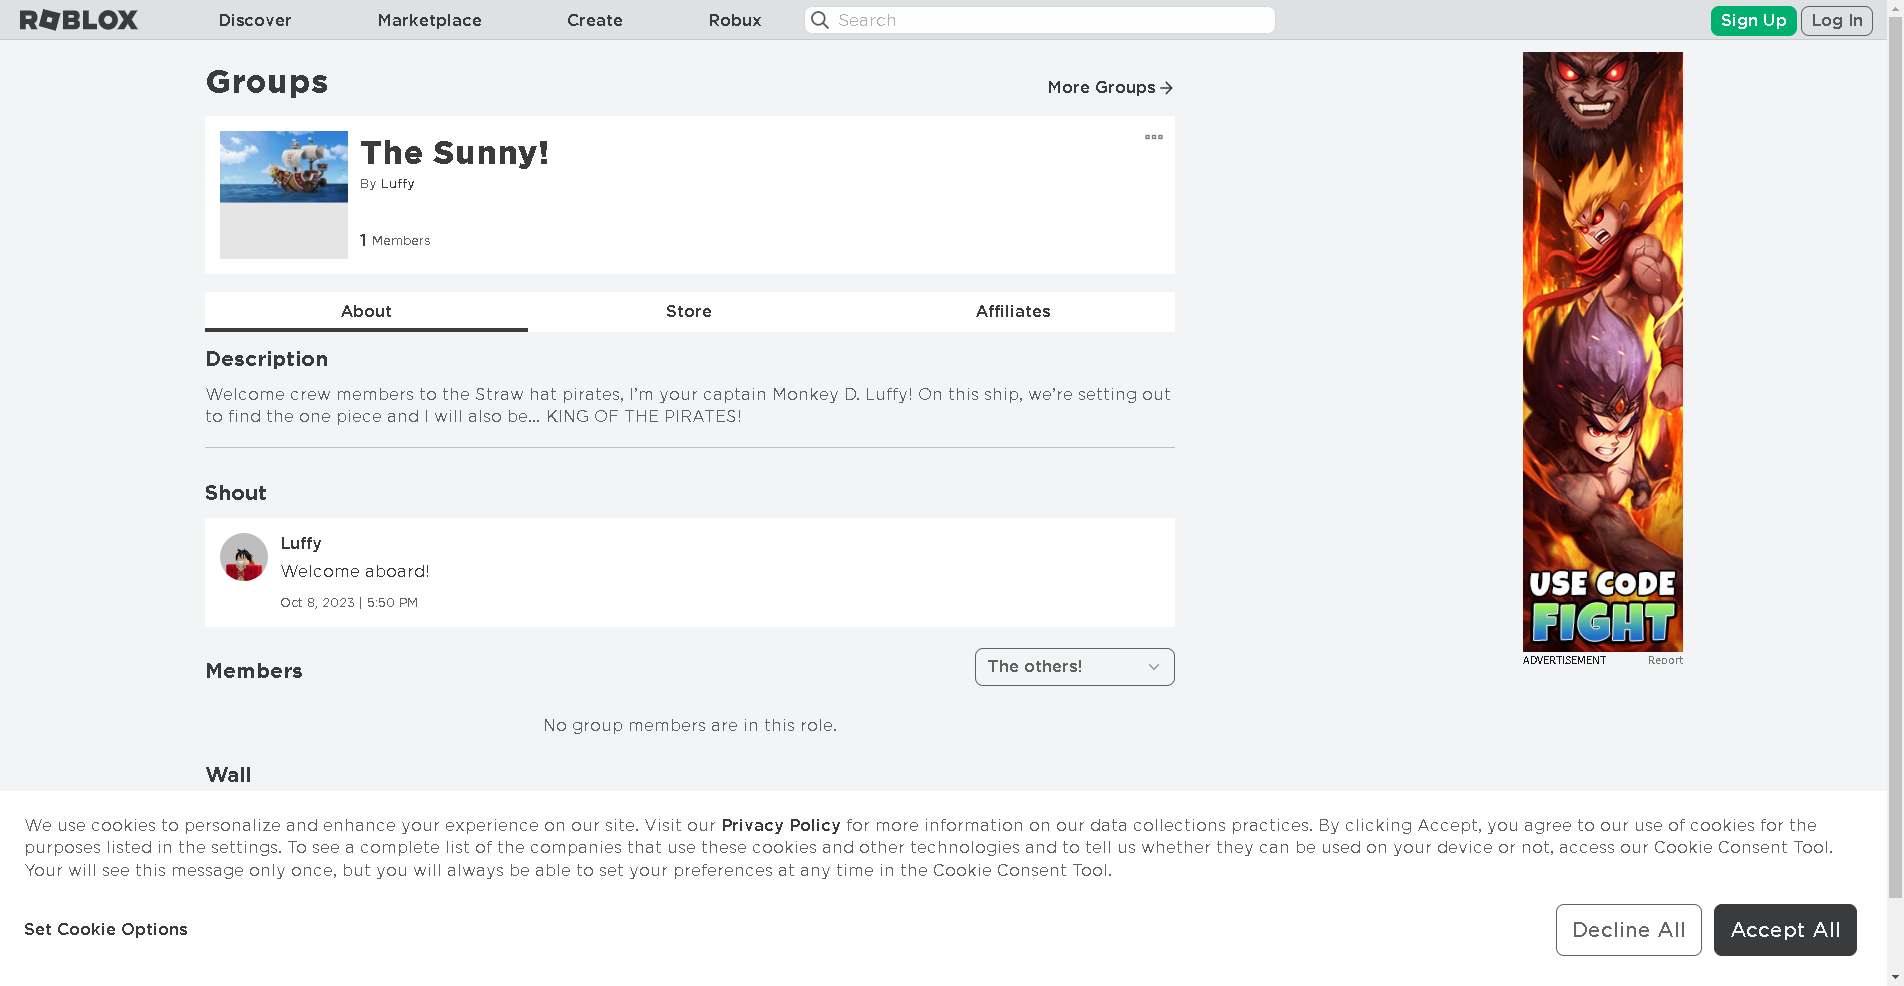 ROBLOX Discover Marketplace Create Robux Search Sign Up Log In
Groups
More Groups
The Sunny!
By Luffy
1 Members
About Store Affiliates
Description
Welcome crew members to the Straw hat pirates, I'm your captain Monkey D. Luffy! On this ship, we're setting out
to find the one piece and I will also be... KING OF THE PIRATES!
Shout
Luffy
Welcome aboard!
Oct 8, 2023 | 5:50 PM
Members
The others!
No group members are in this role.
Wall
USE CODE
FIGHT
ADVERTISEMENT Report
We use cookies to personalize and enhance your experience on our site. Visit our Privacy Policy for more information on our data collections practices. By clicking Accept, you agree to our use of cookies for the
purposes listed in the settings. To see a complete list of the companies that use these cookies and other technologies and to tell us whether they can be used on your device or not, access our Cookie Consent Tool.
Your will see this message only once, but you will always be able to set your preferences at any time in the Cookie Consent Tool.
Set Cookie Options
Decline All
Accept All